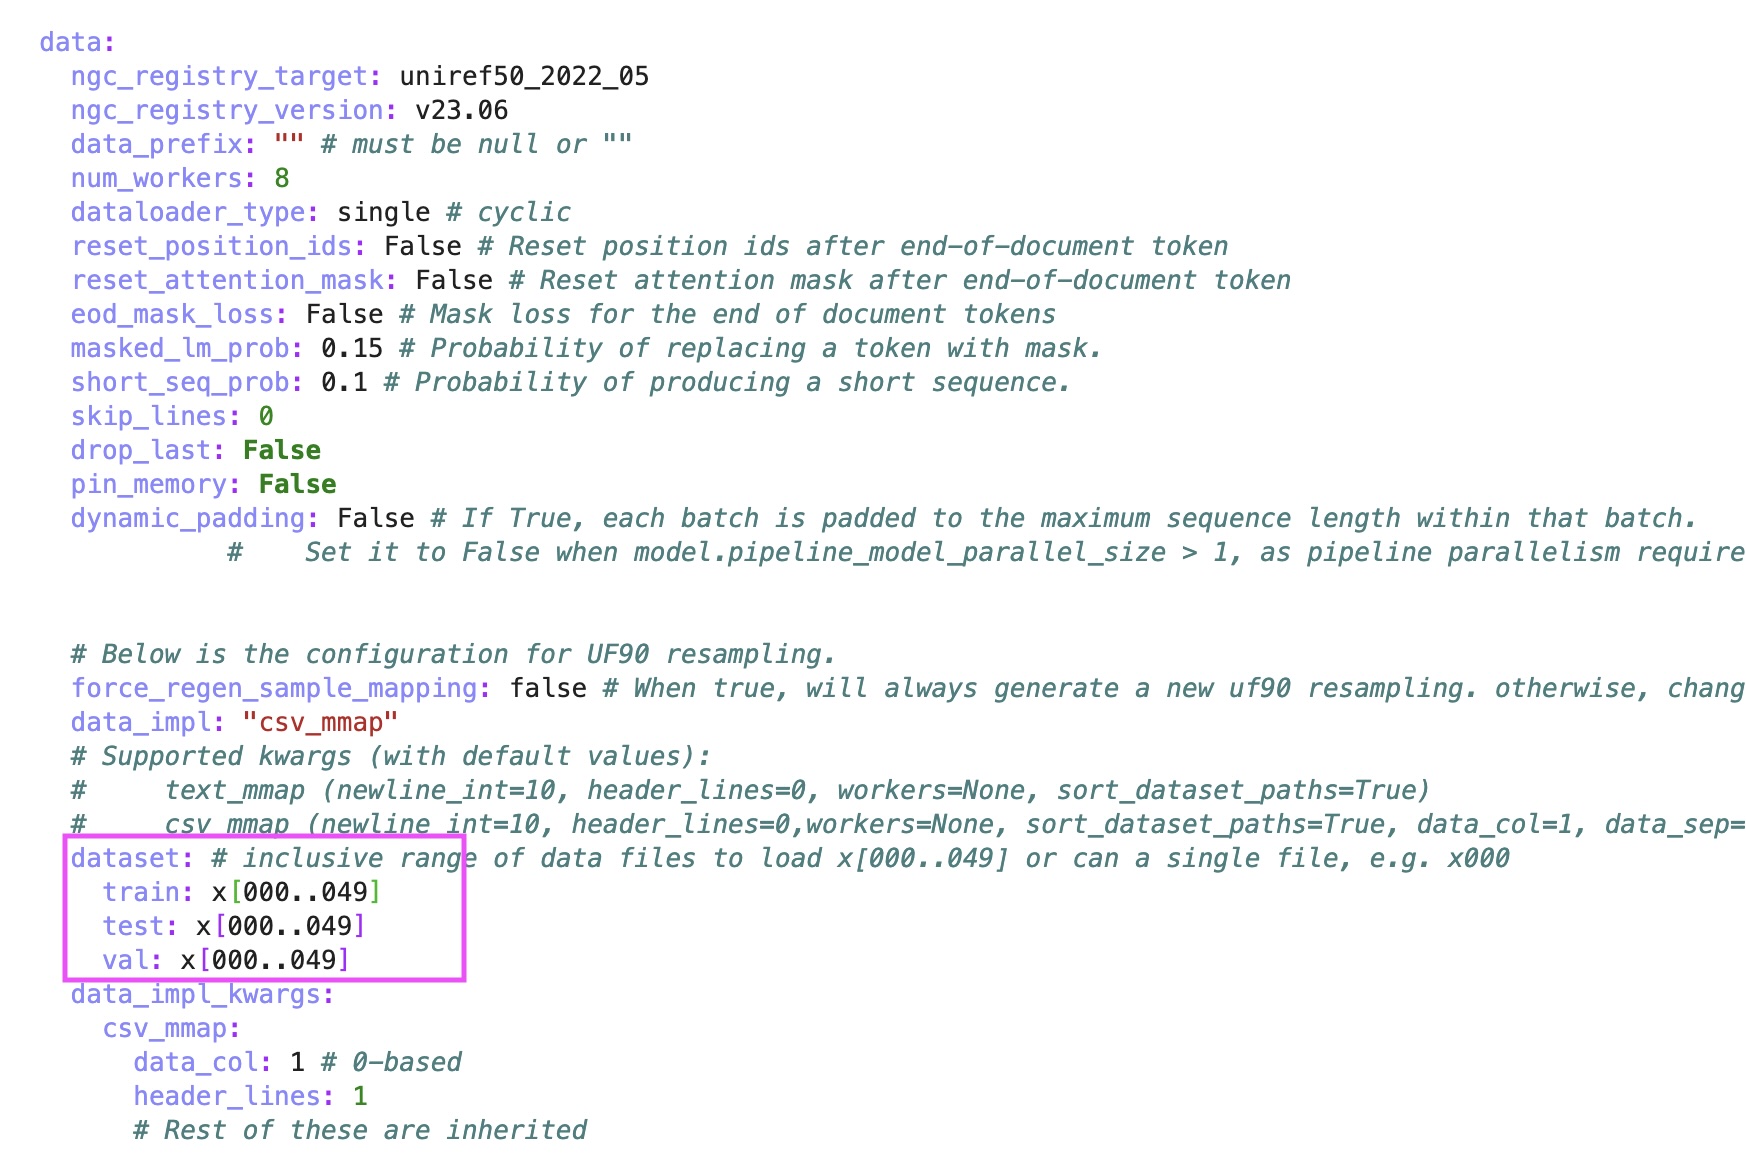 data:
ngc_registry_target: uniref50_2022_05
ngc_registry_version: v23.06
data_prefix: "" # must be null or ""
num_workers: 8
dataloader_type: single # cyclic
reset_position_ids: False # Reset position ids after end-of-document token
reset_attention_mask: False # Reset attention mask after end-of-document token
eod_mask_loss: False # Mask loss for the end of document tokens
masked_lm_prob: 0.15 # Probability of replacing a token with mask.
short_seq_prob: 0.1 # Probability of producing a short sequence.
skip_lines: 0
drop_last: False
pin_memory: False
dynamic_padding: False # If True, each batch is padded to the maximum sequence length within that batch.
# Set it to False when model.pipeline_model_parallel_size > 1, as pipeline parallelism require
# Below is the configuration for UF90 resampling.
force_regen_sample_mapping: false # When true, will always generate a new uf90 resampling. otherwise, chang
data_impl: "csv_mmap"
# Supported kwargs (with default values):
# text_mmap (newline_int=10, header_lines=0, workers=None, sort_dataset_paths=True)
# csv_mmap (newline_int=10, header_lines=0,workers=None, sort_dataset_paths=True, data_col=1, data_sep=
dataset: # inclusive range of data files to load x[000..049] or can a single file, e.g. x000
train: x[000..049]
test: x[000..049]
val: x[000..049]
data_impl_kwargs:
csv_mmap:
data_col: 1 # 0-based
header_lines: 1
# Rest of these are inherited